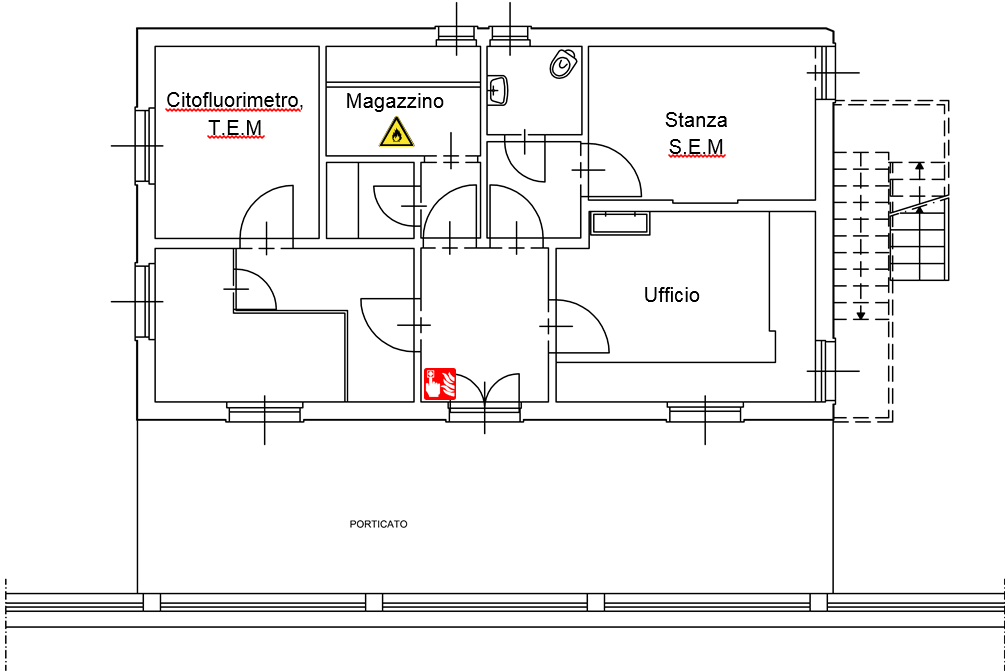 Citofluorimetro,
T.E.M
Magazzino
Stanza
S.E.M
Ufficio
PORTICATO